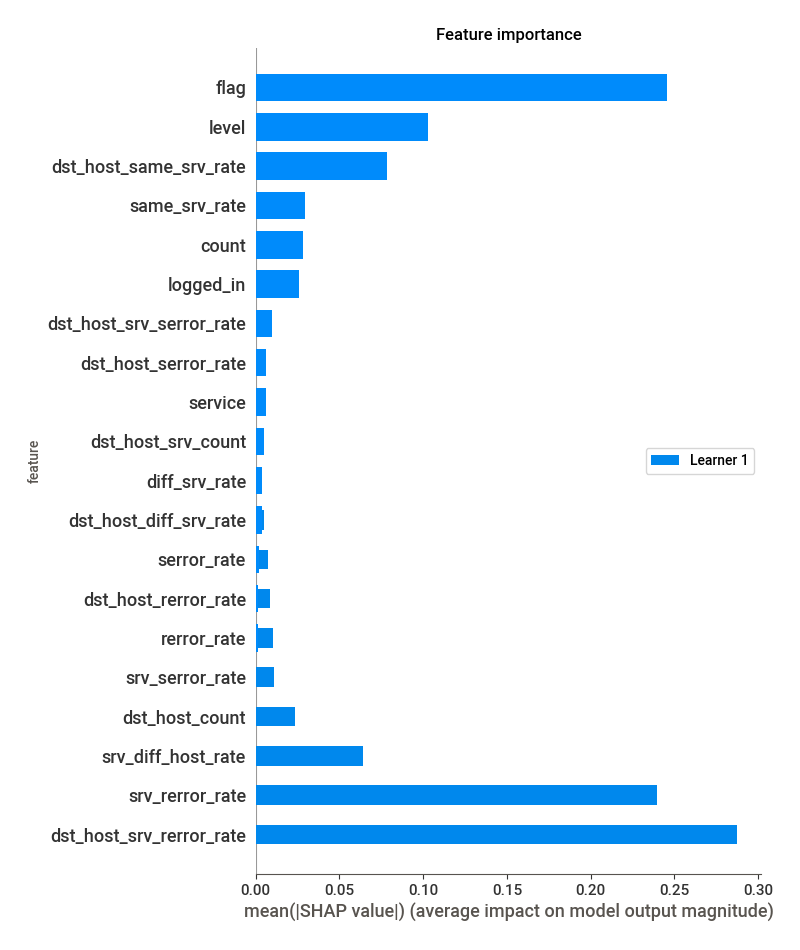 Feature importance
flag
level
dst_host_same_srv_rate
same_srv_rate
count
logged_in
dst_host_srv_serror_rate
dst_host_serror_rate
service
dst_host_srv_count
diff_srv_rate
dst_host_diff_srv_rate
serror_rate
dst_host_rerror_rate
rerror_rate
srv_serror_rate
dst_host_count
srv_diff_host_rate
srv_rerror_rate
dst_host_srv_rerror_rate
feature
Learner 1
0.00 0.05 0.10 0.15 0.20 0.25 0.30
mean(|SHAP value|) (average impact on model output magnitude)